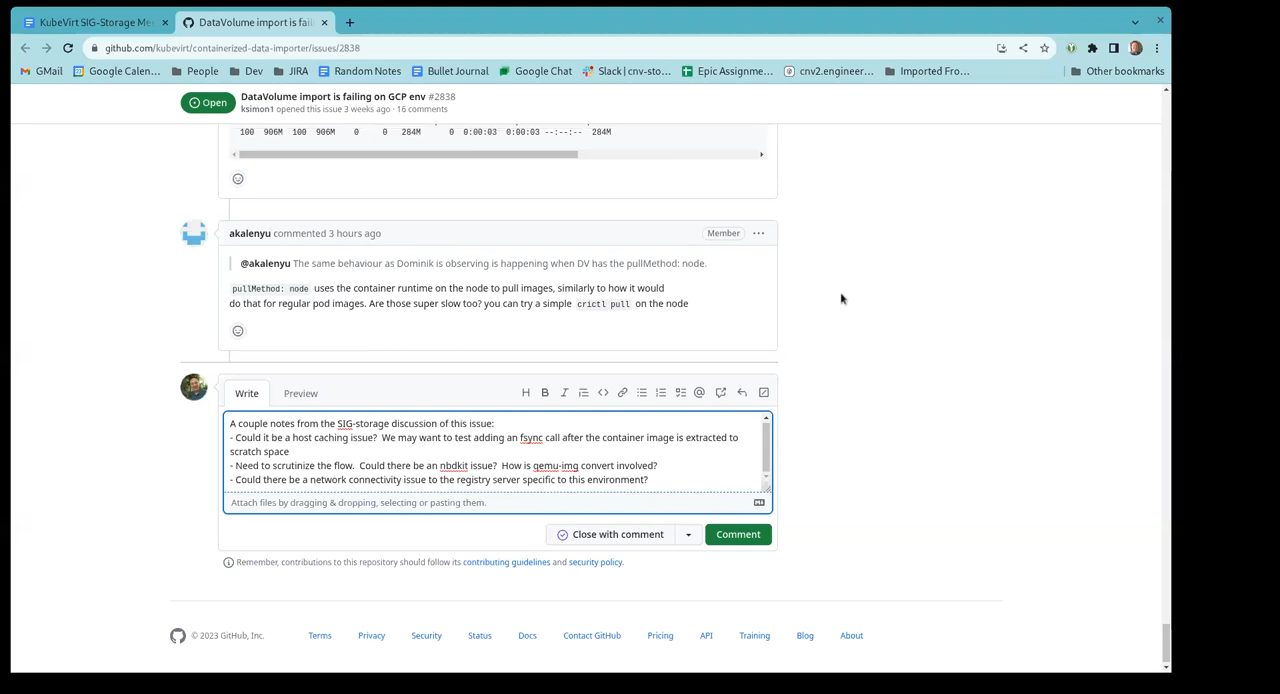 KubeVirt SIG-Storage Me
DataVolume import is fail
github.com/kubevirt/containerized-data-importer/issues/2838
GMail
Google Calen...
People
Dev
JIRA
Random Notes
Bullet Journal
Google Chat
Slack | cnv-sto...
Epic Assignme...
cnv2.engineer...
Imported Fro...
Other bookmarks
Open
DataVolume import is failing on GCP env #2838
ksimon1 opened this issue 3 weeks ago · 16 comments
100 906M 100 906M 0 0 284M 0 0:00:03 0:00:03 --:--:-- 284M
akalenyu commented 3 hours ago
Member
@akalenyu The same behaviour as Dominik is observing is happening when DV has the pullMethod: node.
pullMethod: node uses the container runtime on the node to pull images, similarly to how it would
do that for regular pod images. Are those super slow too? you can try a simple crictl pull on the node
Write
Preview
A couple notes from the SIG-storage discussion of this issue:
- Could it be a host caching issue?  We may want to test adding an fsync call after the container image is extracted to
scratch space
- Need to scrutinize the flow.  Could there be an nbdkit issue?  How is qemu-img convert involved?
- Could there be a network connectivity issue to the registry server specific to this environment?
Attach files by dragging & dropping, selecting or pasting them.
Close with comment
Comment
Remember, contributions to this repository should follow its contributing guidelines and security policy.
© 2023 GitHub, Inc.
Terms
Privacy
Security
Status
Docs
Contact GitHub
Pricing
API
Training
Blog
About